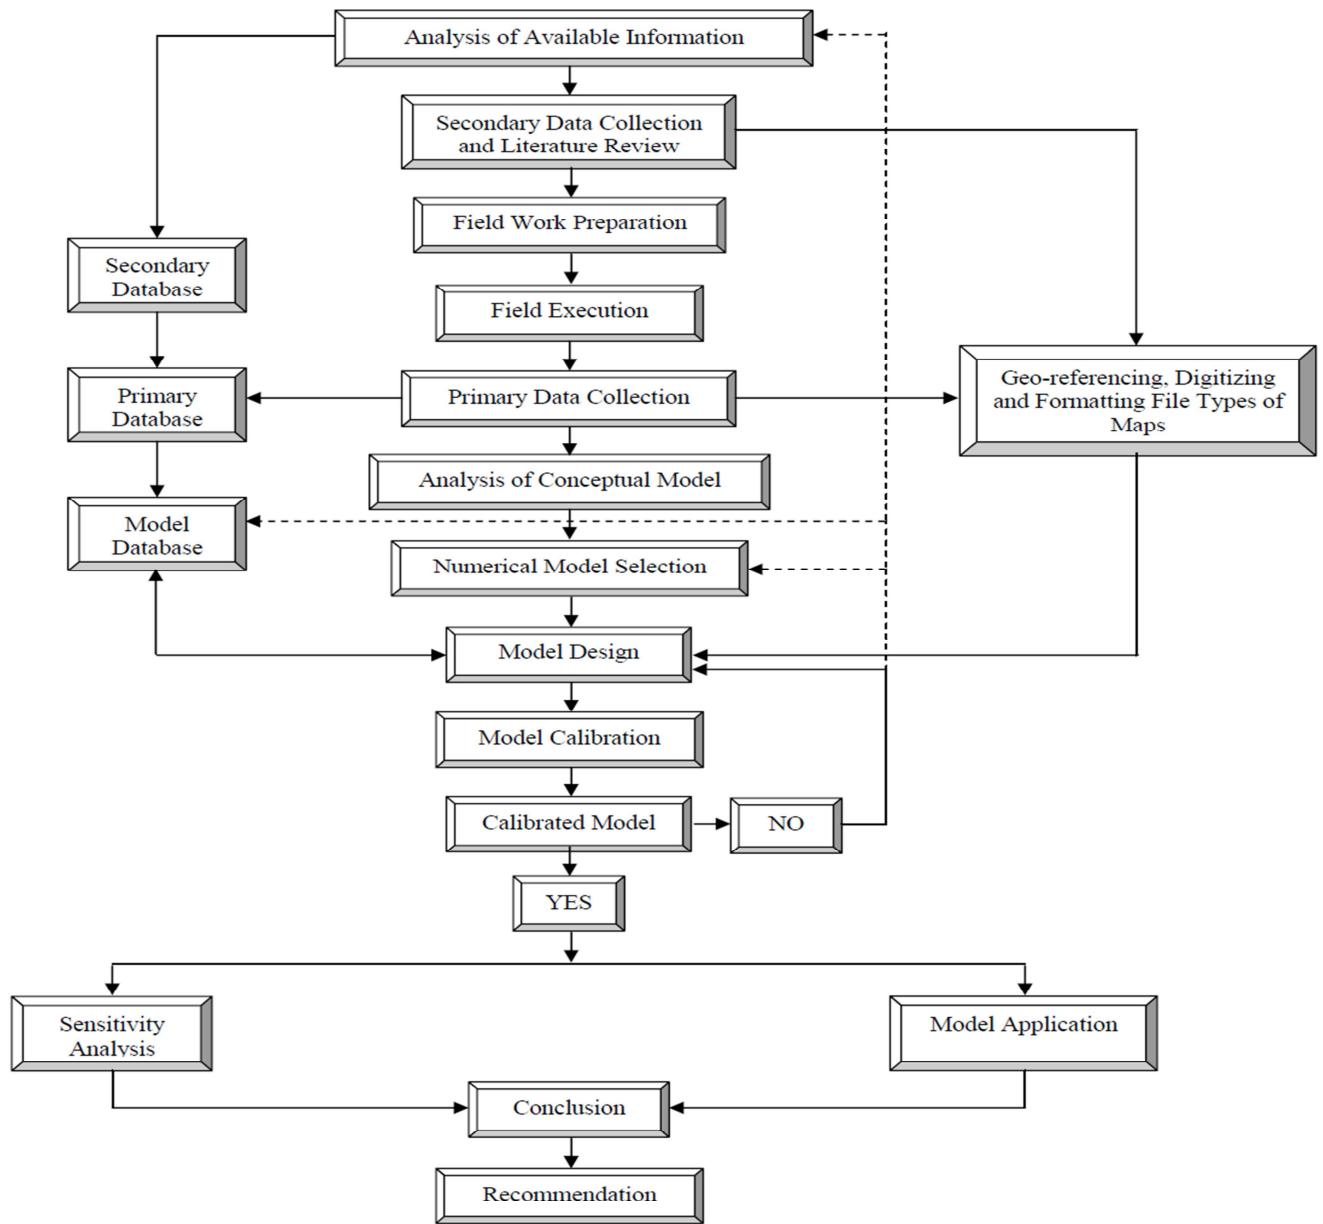 Analysis of Available Information
Secondary Data Collection
and Literature Review
Field Work Preparation
Secondary
Database
Field Execution
Primary
Database
Primary Data Collection
Geo-referencing, Digitizing
and Formatting File Types of
Maps
Analysis of Conceptual Model
Model
Database
Numerical Model Selection
Model Design
Model Calibration
Calibrated Model
NO
YES
Sensitivity
Analysis
Model Application
Conclusion
Recommendation